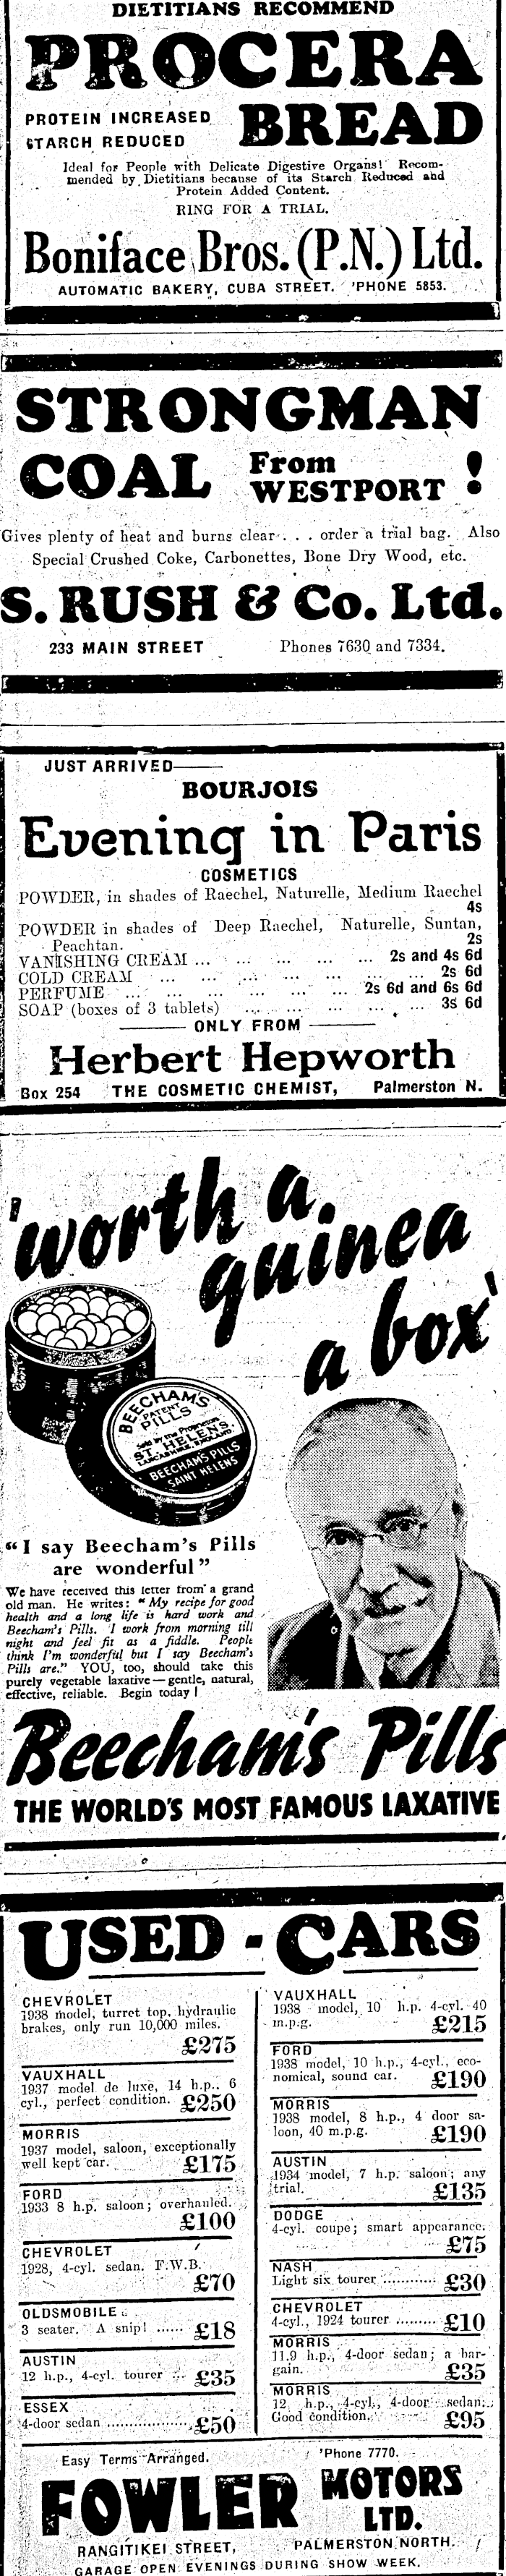 DIETITIANS RECOMMEND
PROCERA
PROTEIN INCREASED
STARCH REDUCED
BREAD
Ideal for People with Delicate Digestive Organs! Recom-
mended by Dietitians because of its Starch Reduced and
Protein Added Content.
RING FOR A TRIAL.
Boniface Bros. (P.N.) Ltd.
AUTOMATIC BAKERY, CUBA STREET. 'PHONE 5853.
STRONGMAN
COAL From WESTPORT !
Gives plenty of heat and burns clear . . . order a trial bag. Also
Special Crushed Coke, Carbonettes, Bone Dry Wood, etc.
S. RUSH & Co. Ltd.
233 MAIN STREET Phones 7630 and 7334.
JUST ARRIVED—
BOURJOIS
Evening in Paris
COSMETICS
POWDER, in shades of Raechel, Naturelle, Medium Raechel
4s
POWDER in shades of Deep Raechel, Naturelle, Suntan,
Peachtan. 2s
VANISHING CREAM ... ... ... ... ... 2s and 4s 6d
COLD CREAM ... ... ... ... ... ... 2s 6d
PERFUME ... ... ... ... ... ... 2s 6d and 6s 6d
SOAP (boxes of 3 tablets) ... ... ... ... ... 3s 6d
ONLY FROM
Herbert Hepworth
Box 254 THE COSMETIC CHEMIST, Palmerston N.
'worth a
guinea
a box'
BEECHAM'S
PATENT
PILLS
Sold by the Proprietors
ST. HELENS,
LANCASHIRE, ENGLAND.
BEECHAM'S PILLS
SAINT HELENS
"I say Beecham's Pills
are wonderful"
We have received this letter from a grand
old man. He writes: "My recipe for good
health and a long life is hard work and
Beecham's Pills. I work from morning till
night and feel fit as a fiddle. People
think I'm wonderful but I say Beecham's
Pills are." YOU, too, should take this
purely vegetable laxative—gentle, natural,
effective, reliable. Begin today!
Beecham's Pills
THE WORLD'S MOST FAMOUS LAXATIVE
USED - CARS
CHEVROLET
1938 model, turret top, hydraulic
brakes, only run 10,000 miles.
£275
VAUXHALL
1937 model de luxe, 14 h.p., 6
cyl., perfect condition. £250
MORRIS
1937 model, saloon, exceptionally
well kept car. £175
FORD
1933 8 h.p. saloon; overhauled.
£100
CHEVROLET
1928, 4-cyl. sedan. F.W.B.
£70
OLDSMOBILE
3 seater. A snip! ...... £18
AUSTIN
12 h.p., 4-cyl. tourer ... £35
ESSEX
4-door sedan .................. £50
VAUXHALL
1938 model, 10 h.p. 4-cyl. 40
m.p.g. £215
FORD
1938 model, 10 h.p., 4-cyl., eco-
nomical, sound car. £190
MORRIS
1938 model, 8 h.p., 4 door sa-
loon, 40 m.p.g. £190
AUSTIN
1934 model, 7 h.p. saloon; any
trial. £135
DODGE
4-cyl. coupe; smart appearance.
£75
NASH
Light six tourer ............ £30
CHEVROLET
4-cyl., 1924 tourer ......... £10
MORRIS
11.9 h.p., 4-door sedan; a bar-
gain. £35
MORRIS
12 h.p., 4-cyl., 4-door sedan.
Good condition. £95
Easy Terms Arranged. 'Phone 7770.
FOWLER MOTORS
LTD.
RANGITIKEI STREET, PALMERSTON NORTH.
GARAGE OPEN EVENINGS DURING SHOW WEEK.